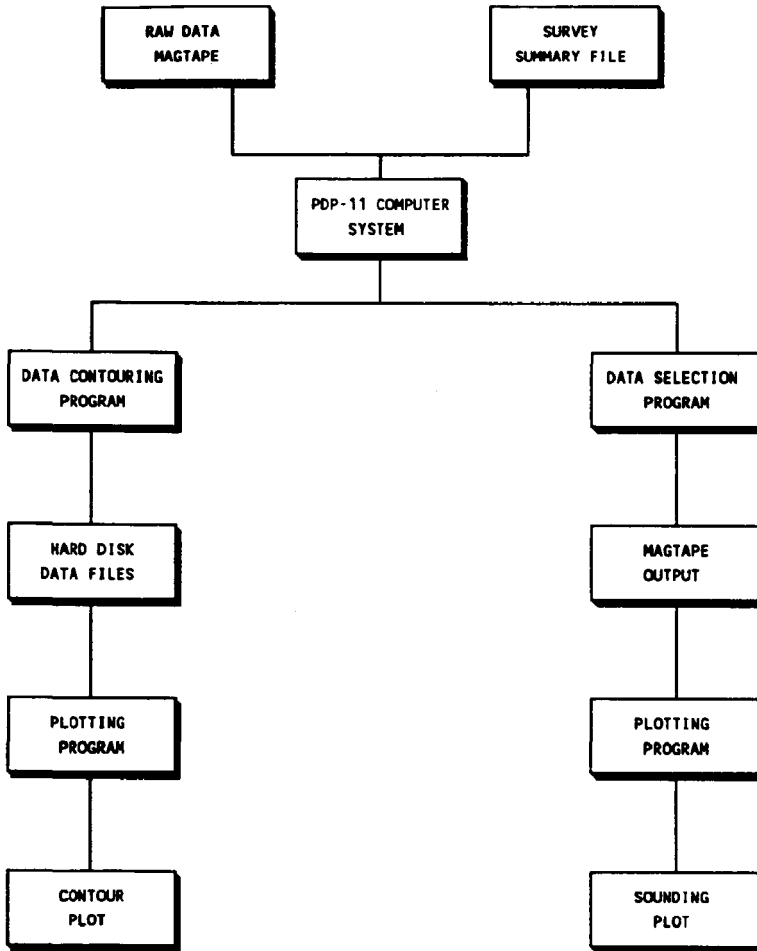 RAW DATA
MAGTAPE
SURVEY
SUMMARY FILE
PDP-11 COMPUTER
SYSTEM
DATA CONTOURING
PROGRAM
DATA SELECTION
PROGRAM
HARD DISK
DATA FILES
MAGTAPE
OUTPUT
PLOTTING
PROGRAM
PLOTTING
PROGRAM
CONTOUR
PLOT
SOUNDING
PLOT